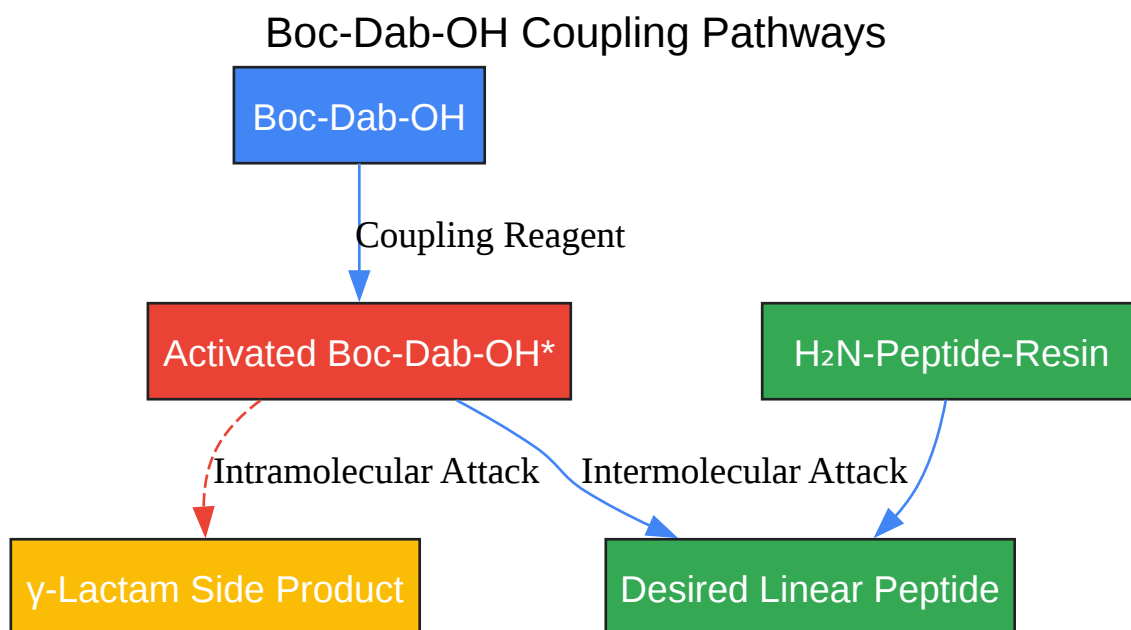 Boc-Dab-OH Coupling Pathways
Boc-Dab-OH
Coupling Reagent
Activated Boc-Dab-OH*
H₂N-Peptide-Resin
Intramolecular Attack
Intermolecular Attack
γ-Lactam Side Product
Desired Linear Peptide